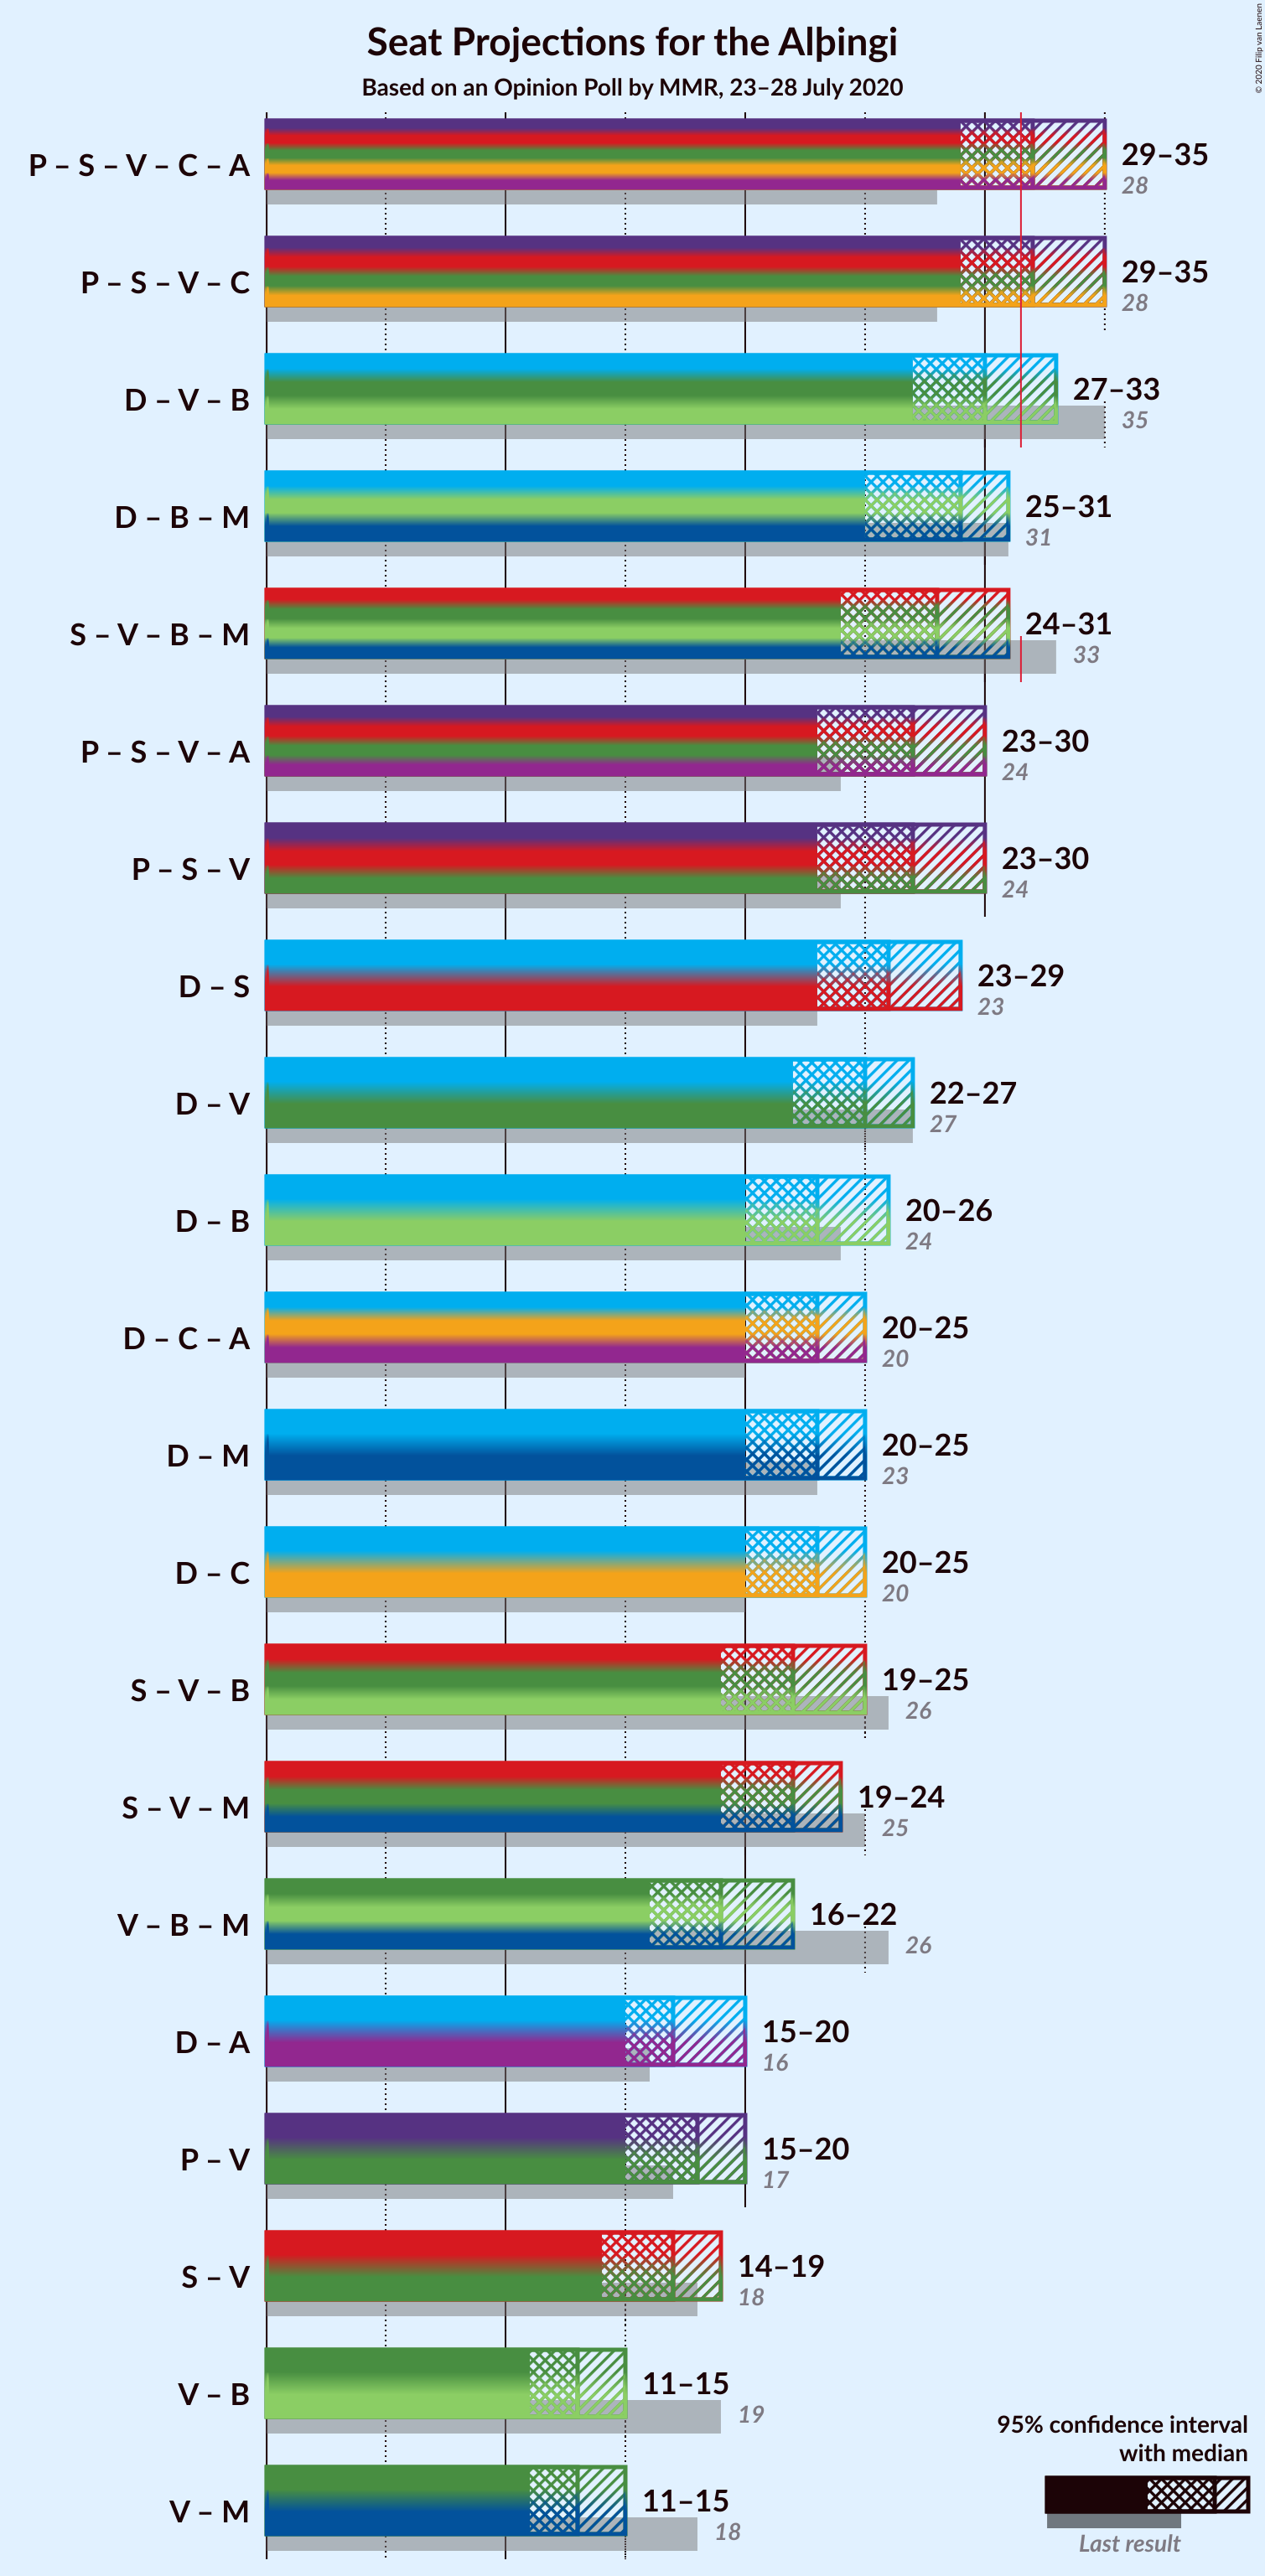 Seat Projections for the Alþingi
Based on an Opinion Poll by MMR, 23–28 July 2020
© 2020 Filip van Laenen
P – S – V – C – A
29–35
28
P – S – V – C
29–35
28
D – V – B
27–33
35
D – B – M
25–31
31
S – V – B – M
24–31
33
P – S – V – A
23–30
24
P – S – V
23–30
24
D – S
23–29
23
D – V
22–27
27
D – B
20–26
24
D – C – A
20–25
20
D – M
20–25
23
D – C
20–25
20
S – V – B
19–25
26
S – V – M
19–24
25
V – B – M
16–22
26
D – A
15–20
16
P – V
15–20
17
S – V
14–19
18
V – B
11–15
19
V – M
11–15
18
95% confidence interval
with median
Last result